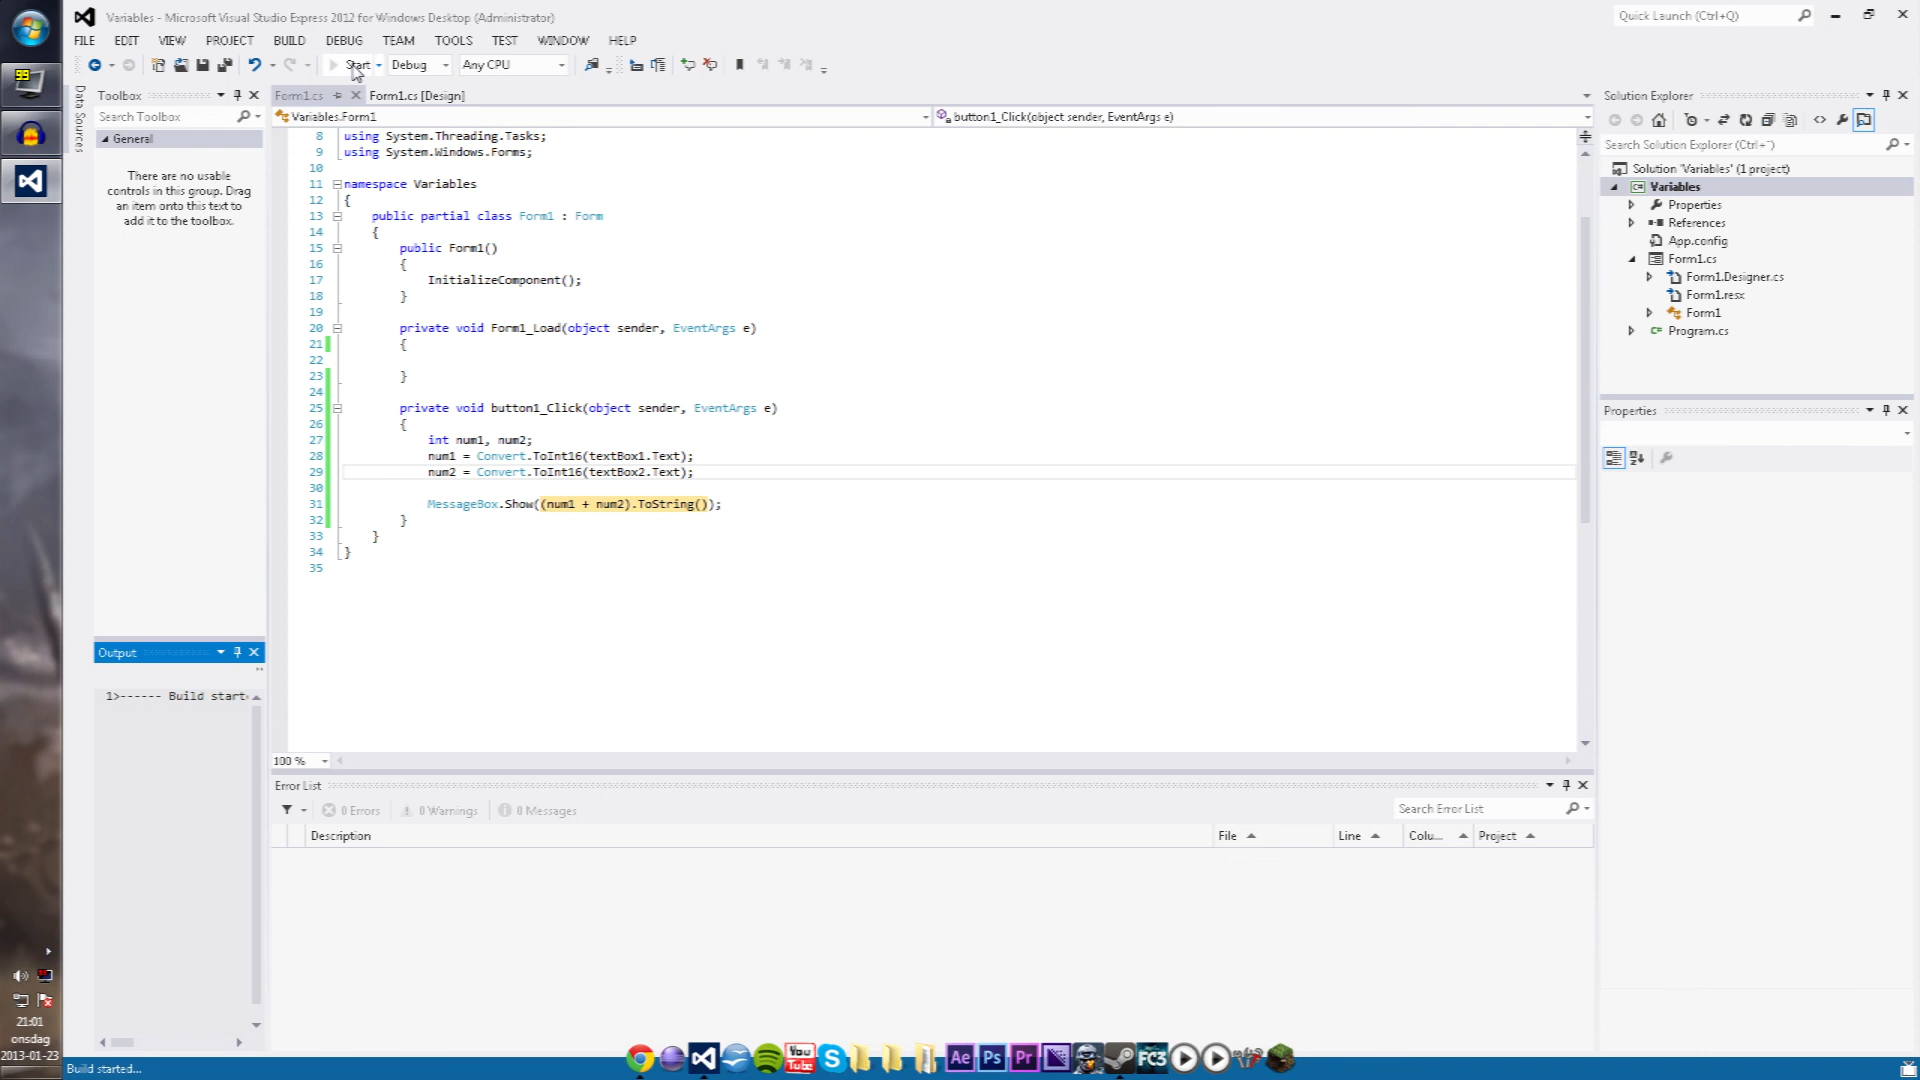 Variables - Microsoft Visual Studio Express 2012 for Windows Desktop (Administrator)
Quick Launch (Ctrl+Q)
FILE EDIT VIEW PROJECT BUILD DEBUG TEAM TOOLS TEST WINDOW HELP
Start Debug Any CPU
Data Sources
Toolbox
Search Toolbox
General
There are no usable
controls in this group. Drag
an item onto this text to
add it to the toolbox.
Output
1>------ Build start
Form1.cs Form1.cs [Design]
Variables.Form1 button1_Click(object sender, EventArgs e)
8 using System.Threading.Tasks;
9 using System.Windows.Forms;
10
11 namespace Variables
12 {
13 public partial class Form1 : Form
14 {
15 public Form1()
16 {
17 InitializeComponent();
18 }
19
20 private void Form1_Load(object sender, EventArgs e)
21 {
22
23 }
24
25 private void button1_Click(object sender, EventArgs e)
26 {
27 int num1, num2;
28 num1 = Convert.ToInt16(textBox1.Text);
29 num2 = Convert.ToInt16(textBox2.Text);
30
31 MessageBox.Show((num1 + num2).ToString());
32 }
33 }
34 }
35
100 %
Error List
0 Errors 0 Warnings 0 Messages
Search Error List
Description File Line Colu... Project
Solution Explorer
Search Solution Explorer (Ctrl+¨)
Solution 'Variables' (1 project)
Variables
Properties
References
App.config
Form1.cs
Form1.Designer.cs
Form1.resx
Form1
Program.cs
Properties
99
21:01
onsdag
2013-01-23
You
Tube
Ae Ps Pr FC3
Build started...